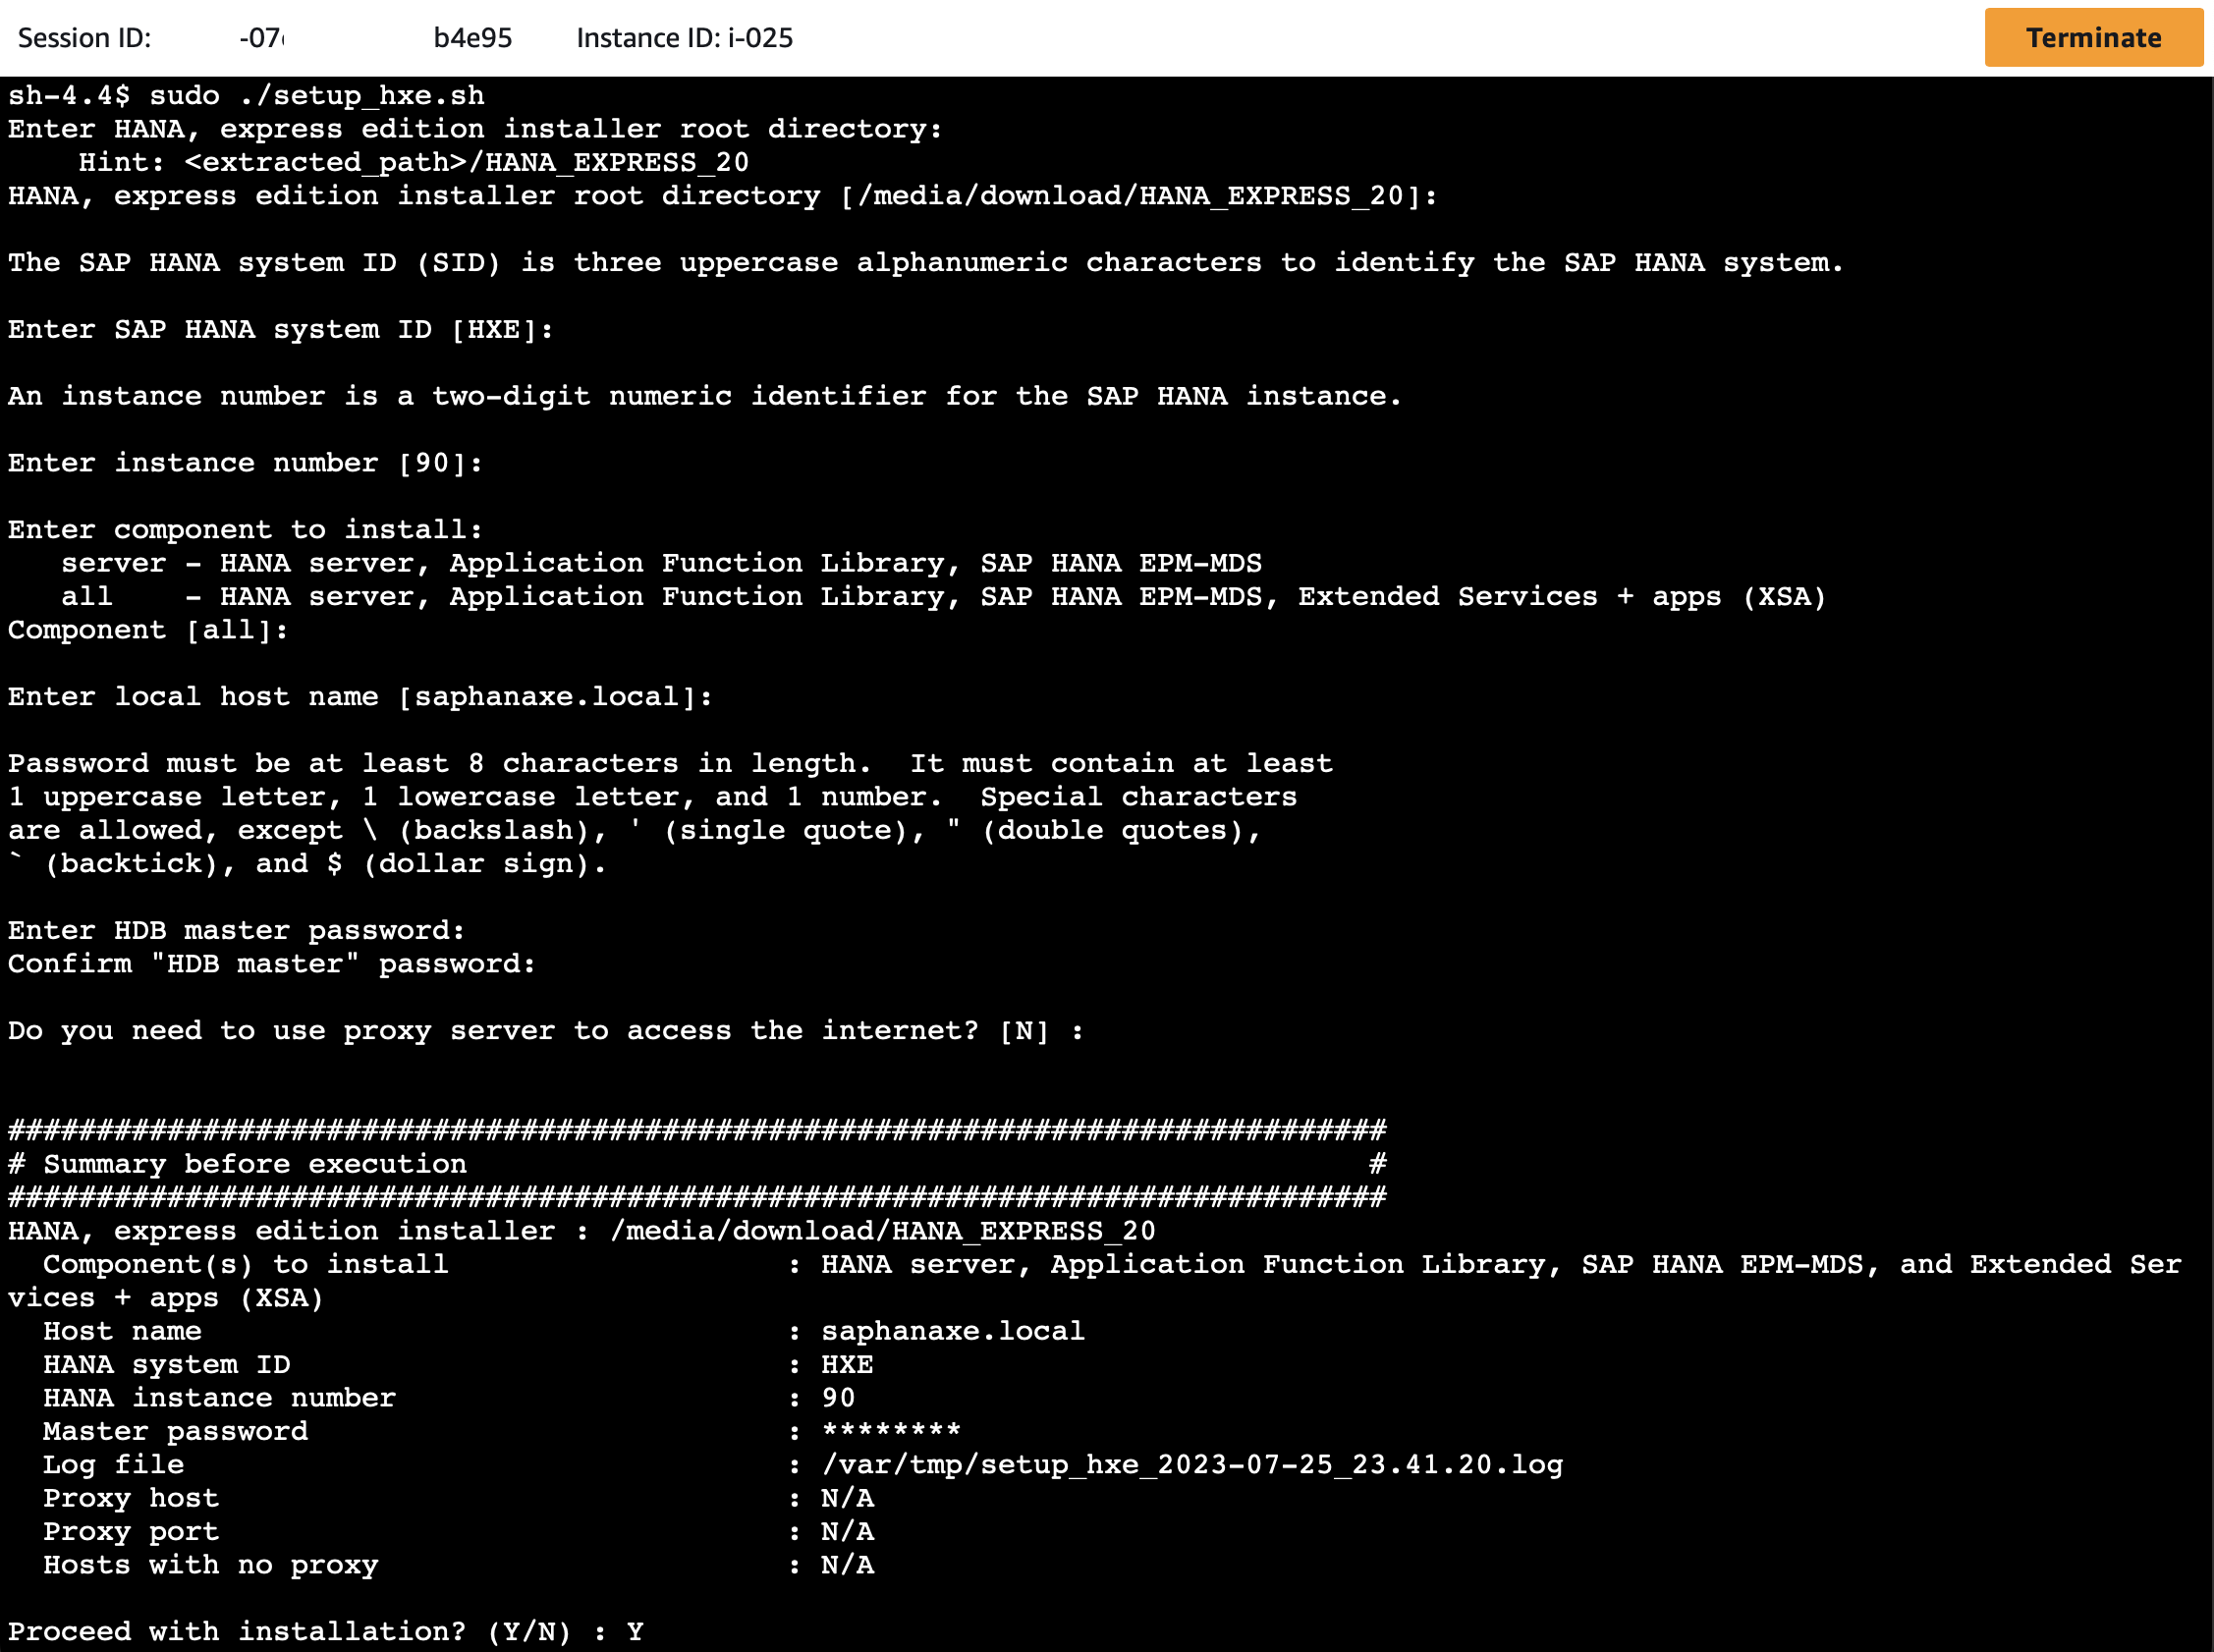 Session ID: -07 b4e95 Instance ID: i-025 Terminate
sh-4.4$ sudo ./setup_hxe.sh
Enter HANA, express edition installer root directory:
    Hint: <extracted_path>/HANA_EXPRESS_20
HANA, express edition installer root directory [/media/download/HANA_EXPRESS_20]:

The SAP HANA system ID (SID) is three uppercase alphanumeric characters to identify the SAP HANA system.

Enter SAP HANA system ID [HXE]:

An instance number is a two-digit numeric identifier for the SAP HANA instance.

Enter instance number [90]:

Enter component to install:
   server - HANA server, Application Function Library, SAP HANA EPM-MDS
   all    - HANA server, Application Function Library, SAP HANA EPM-MDS, Extended Services + apps (XSA)
Component [all]:

Enter local host name [saphanaxe.local]:

Password must be at least 8 characters in length.  It must contain at least
1 uppercase letter, 1 lowercase letter, and 1 number.  Special characters
are allowed, except \ (backslash), ' (single quote), " (double quotes),
` (backtick), and $ (dollar sign).

Enter HDB master password:
Confirm "HDB master" password:

Do you need to use proxy server to access the internet? [N] :


##############################################################################
# Summary before execution                                                   #
##############################################################################
HANA, express edition installer : /media/download/HANA_EXPRESS_20
  Component(s) to install                   : HANA server, Application Function Library, SAP HANA EPM-MDS, and Extended Ser
vices + apps (XSA)
  Host name                                 : saphanaxe.local
  HANA system ID                            : HXE
  HANA instance number                      : 90
  Master password                           : ********
  Log file                                  : /var/tmp/setup_hxe_2023-07-25_23.41.20.log
  Proxy host                                : N/A
  Proxy port                                : N/A
  Hosts with no proxy                       : N/A

Proceed with installation? (Y/N) : Y